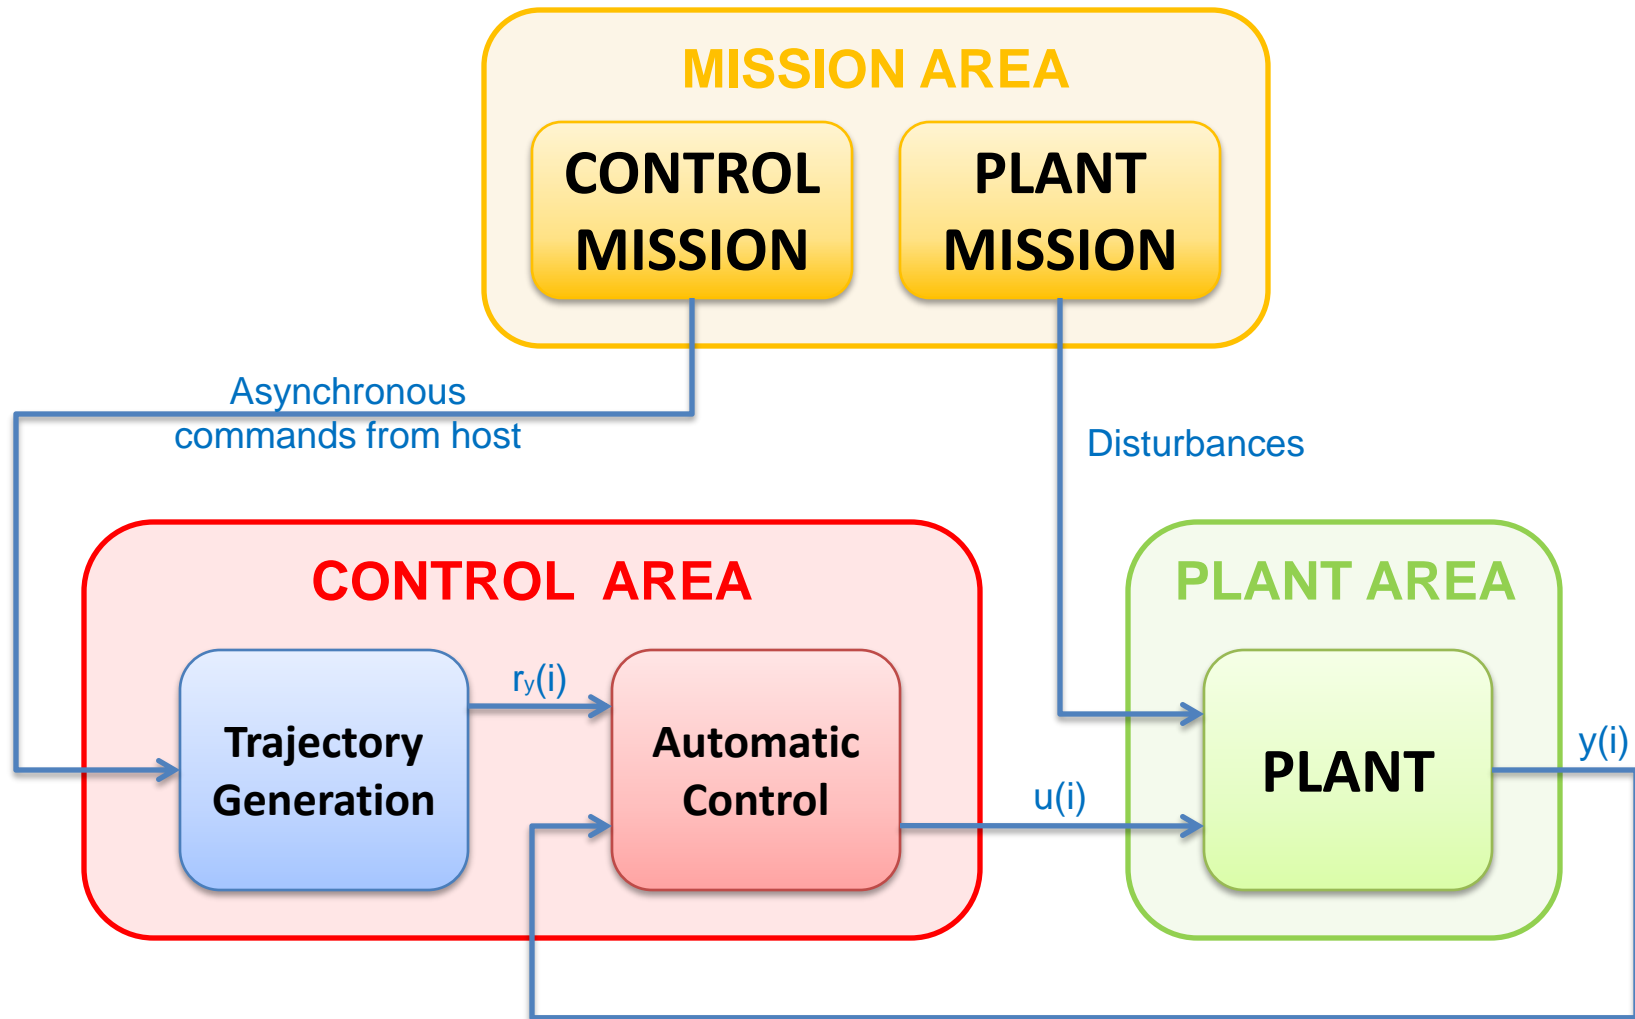 MISSION AREA
CONTROL
MISSION
PLANT
MISSION
Asynchronous
commands from host
Disturbances
CONTROL  AREA
PLANT AREA
Trajectory
Generation
r_y(i)
Automatic
Control
u(i)
PLANT
y(i)